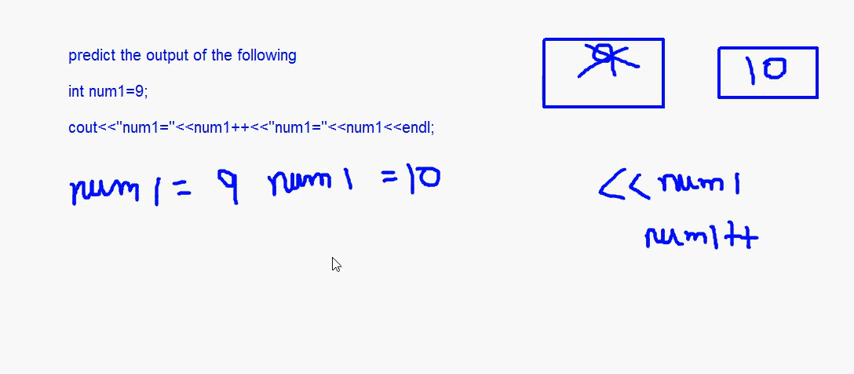 predict the output of the following
int num1=9;
cout<<"num1="<<num1++<<"num1="<<num1<<endl;
num1 = 9 num1 =10
9
10
<<num1
num1++